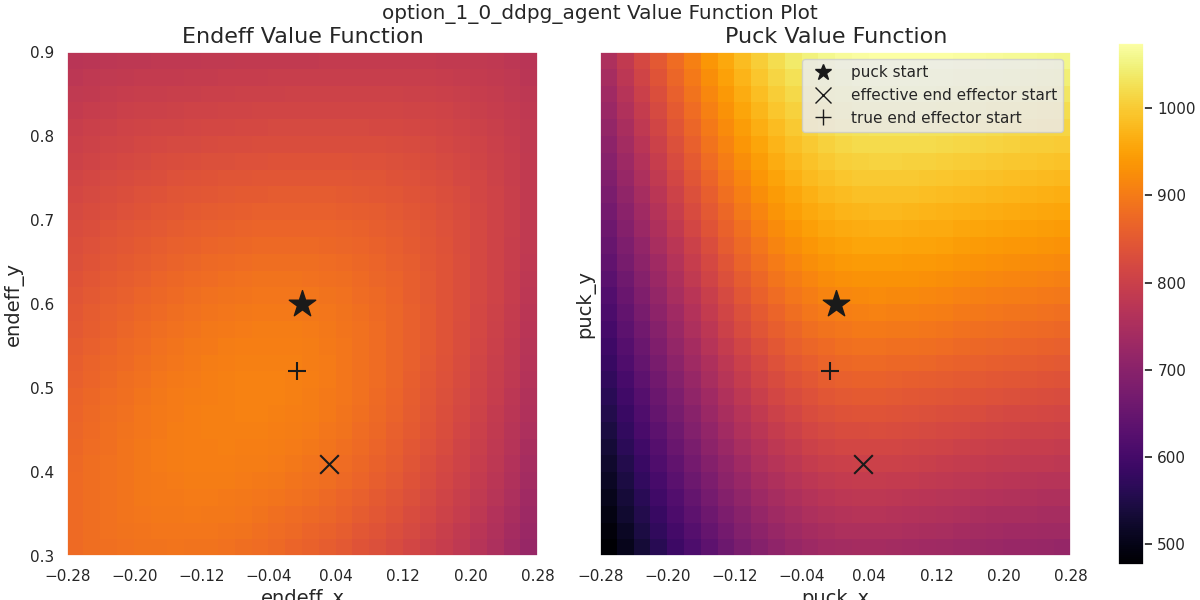 option_1_0_ddpg_agent Value Function Plot
Endeff Value Function
Puck Value Function
puck start
effective end effector start
true end effector start
endeff_y
0.9
0.8
0.7
0.6
0.5
0.4
0.3
−0.28 −0.20 −0.12 −0.04 0.04 0.12 0.20 0.28
endeff_x
puck_y
−0.28 −0.20 −0.12 −0.04 0.04 0.12 0.20 0.28
puck_x
1000
900
800
700
600
500